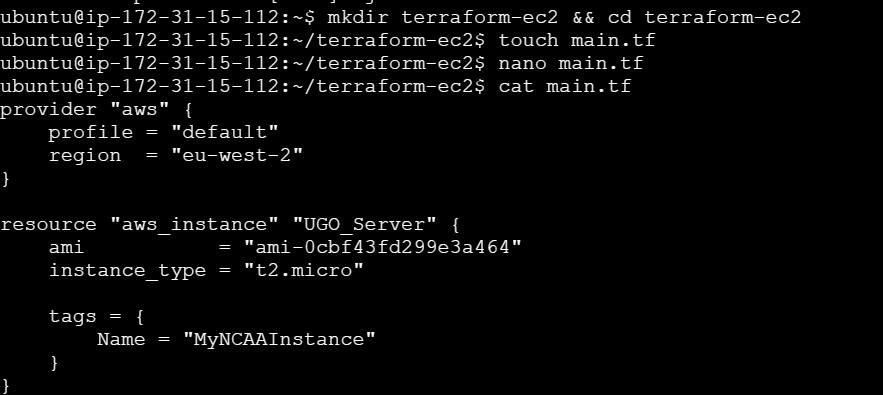 ubuntu@ip-172-31-15-112:~$ mkdir terraform-ec2 && cd terraform-ec2
ubuntu@ip-172-31-15-112:~/terraform-ec2$ touch main.tf
ubuntu@ip-172-31-15-112:~/terraform-ec2$ nano main.tf
ubuntu@ip-172-31-15-112:~/terraform-ec2$ cat main.tf
provider "aws" {
    profile = "default"
    region  = "eu-west-2"
}

resource "aws_instance" "UGO_Server" {
    ami           = "ami-0cbf43fd299e3a464"
    instance_type = "t2.micro"

    tags = {
        Name = "MyNCAAInstance"
    }
}